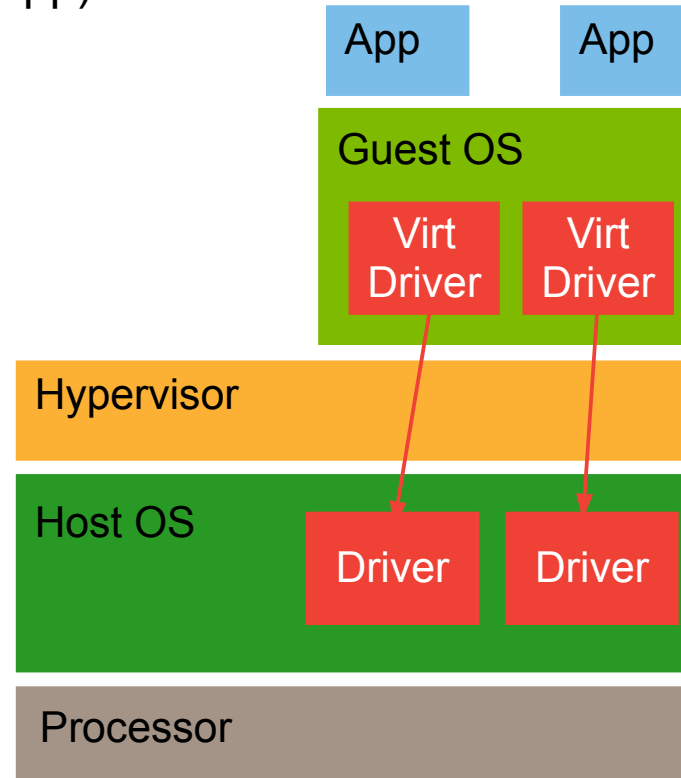 App
App
Guest OS
Virt
Driver
Virt
Driver
Hypervisor
Host OS
Driver
Driver
Processor